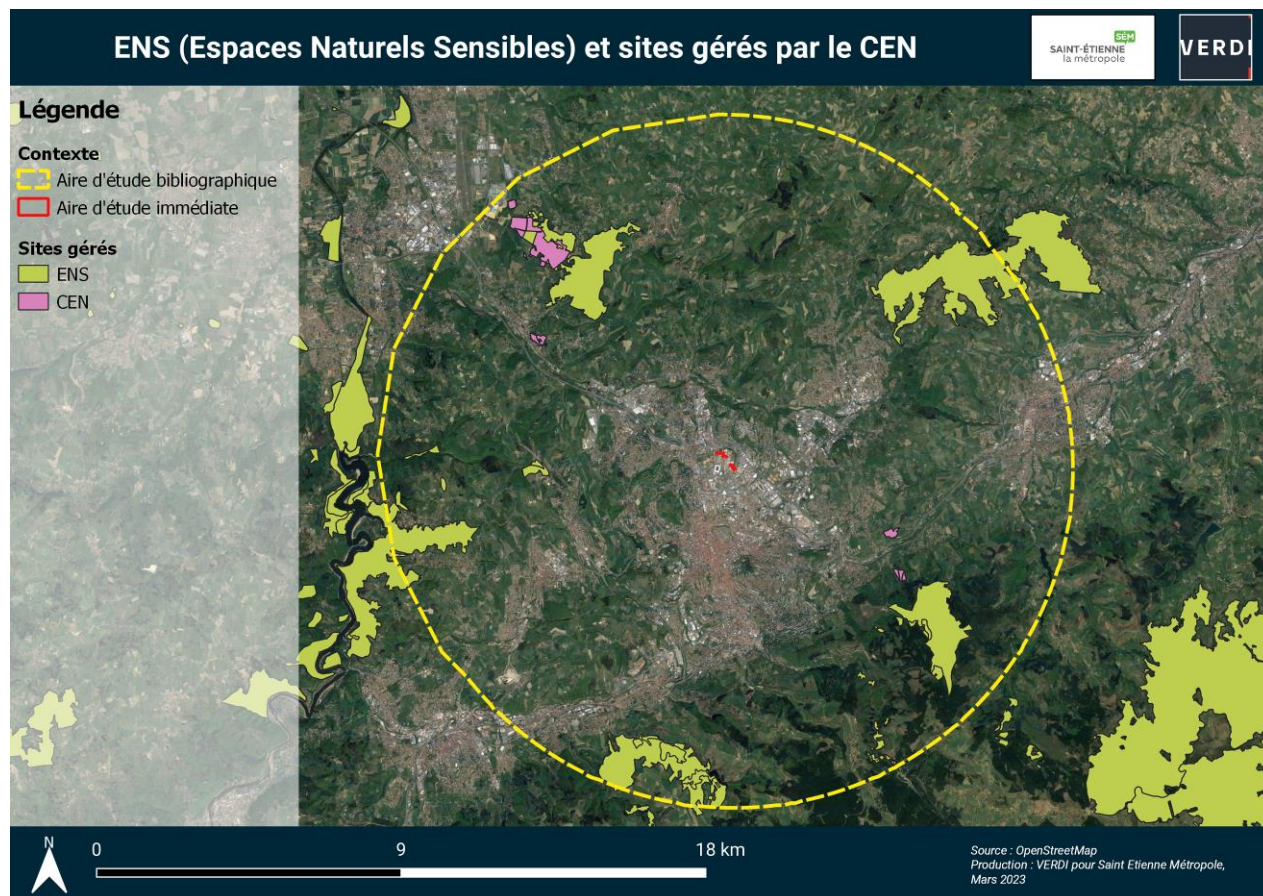 ENS (Espaces Naturels Sensibles) et sites gérés par le CEN
SÉM
SAINT-ÉTIENNE
la métropole
VERDI
Légende
Contexte
Aire d'étude bibliographique
Aire d'étude immédiate
Sites gérés
ENS
CEN
N
0 9 18 km
Source : OpenStreetMap
Production : VERDI pour Saint Etienne Métropole,
Mars 2023